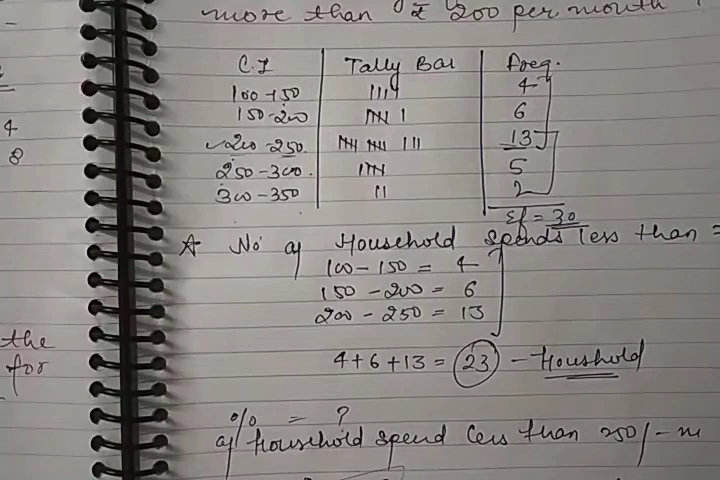 more than ₹ 200 per month
C.I Tally Bar Freq.
100-150 |||| 4
150-200 𝍸 | 6
200-250 𝍸 𝍸 ||| 13
250-300 𝍸 5
300-350 || 2
Σf = 30
No of Household spends less than =
100-150 = 4
150-200 = 6
200-250 = 13
4+6+13 = 23 - Houshold
% = ?
of household spend less than 250/- m
4
8
the
for